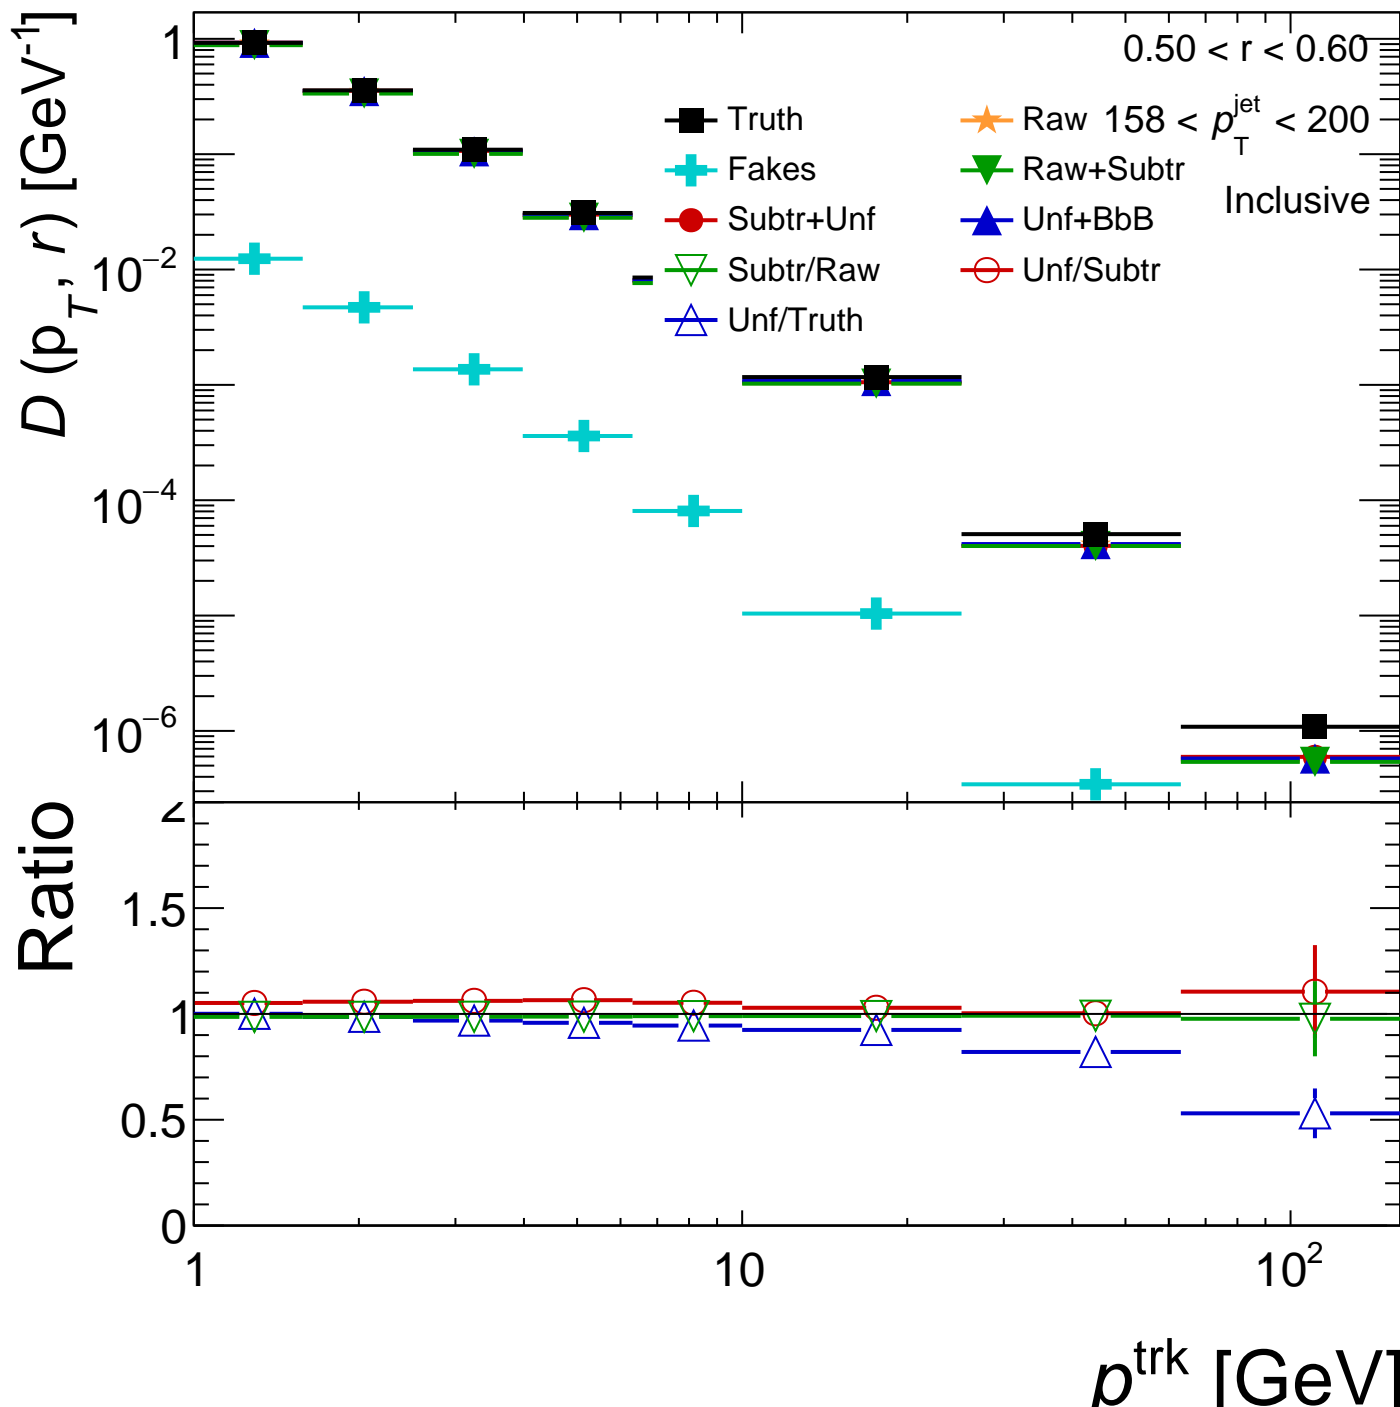 D (p_T, r) [GeV^-1]
1
10^−2
10^−4
10^−6
0.50 < r < 0.60
158 < p_T^jet < 200
Inclusive
Truth
Raw
Fakes
Raw+Subtr
Subtr+Unf
Unf+BbB
Subtr/Raw
Unf/Subtr
Unf/Truth
Ratio
2
1.5
1
0.5
0
1
10
10^2
p^trk [GeV]